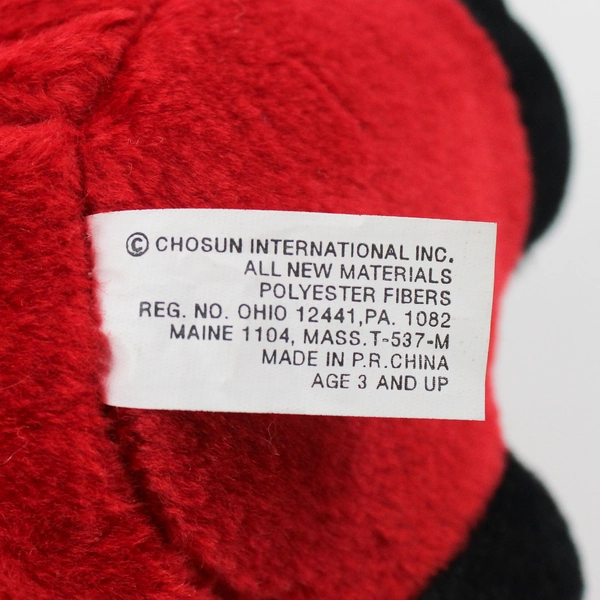 © CHOSUN INTERNATIONAL INC.
ALL NEW MATERIALS
POLYESTER FIBERS
REG. NO. OHIO 12441,PA. 1082
MAINE 1104, MASS.T-537-M
MADE IN P.R.CHINA
AGE 3 AND UP